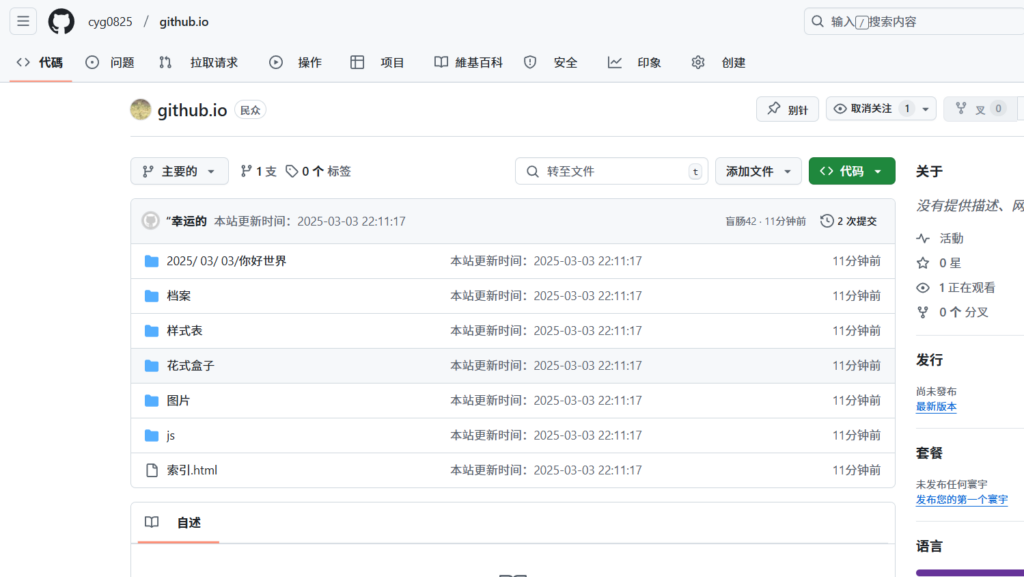 cyg0825 / github.io
输入 / 搜索内容
代碼 问题 拉取请求 操作 项目 維基百科 安全 印象 创建
github.io 民众
别针 取消关注 1 叉 0
主要的 1 支 0 个 标签 转至文件 t 添加文件 代码
“幸运的 本站更新时间：2025-03-03 22:11:17 盲肠42 · 11分钟前 2 次提交
2025/ 03/ 03/你好世界 本站更新时间：2025-03-03 22:11:17 11分钟前
档案 本站更新时间：2025-03-03 22:11:17 11分钟前
样式表 本站更新时间：2025-03-03 22:11:17 11分钟前
花式盒子 本站更新时间：2025-03-03 22:11:17 11分钟前
图片 本站更新时间：2025-03-03 22:11:17 11分钟前
js 本站更新时间：2025-03-03 22:11:17 11分钟前
索引.html 本站更新时间：2025-03-03 22:11:17 11分钟前
自述
关于
没有提供描述、网
活動
0 星
1 正在观看
0 个 分叉
发行
尚未發布
最新版本
套餐
未发布任何寰宇
发布您的第一个寰宇
语言